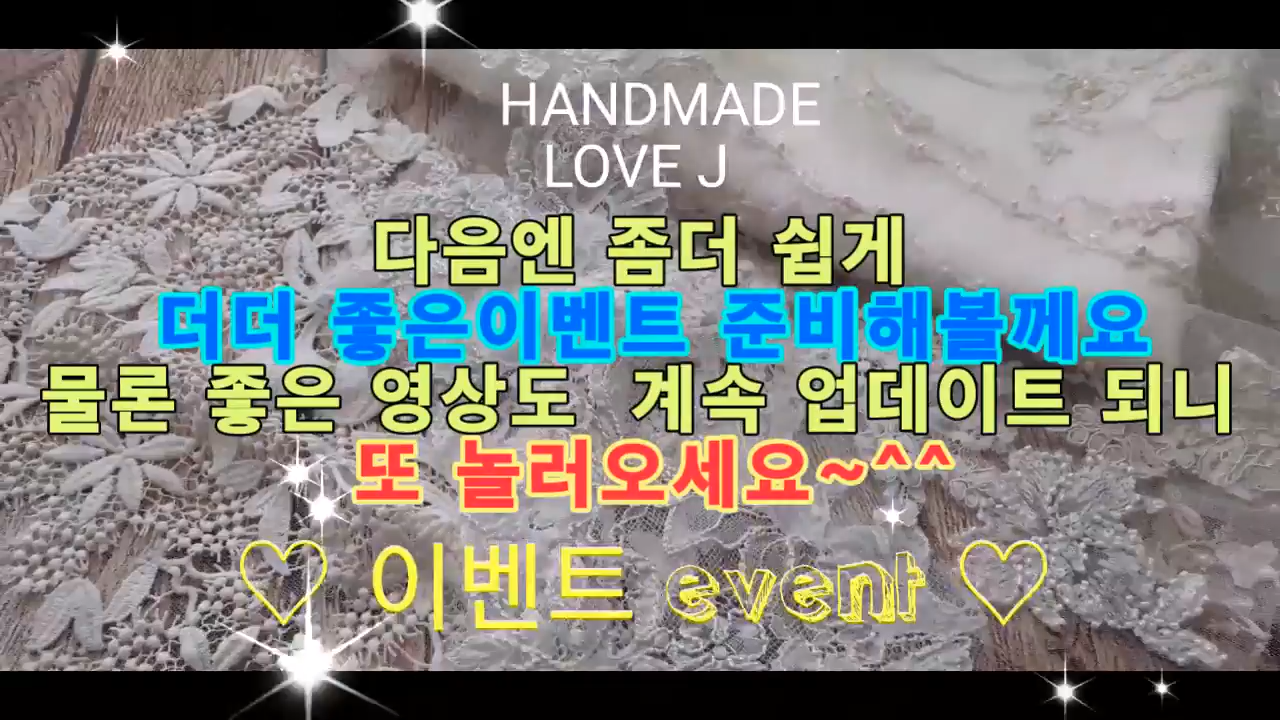 HANDMADE
LOVE J
다음엔 좀더 쉽게
더더 좋은이벤트 준비해볼께요
물론 좋은 영상도 계속 업데이트 되니
또 놀러오세요~^^
♡ 이벤트 event ♡